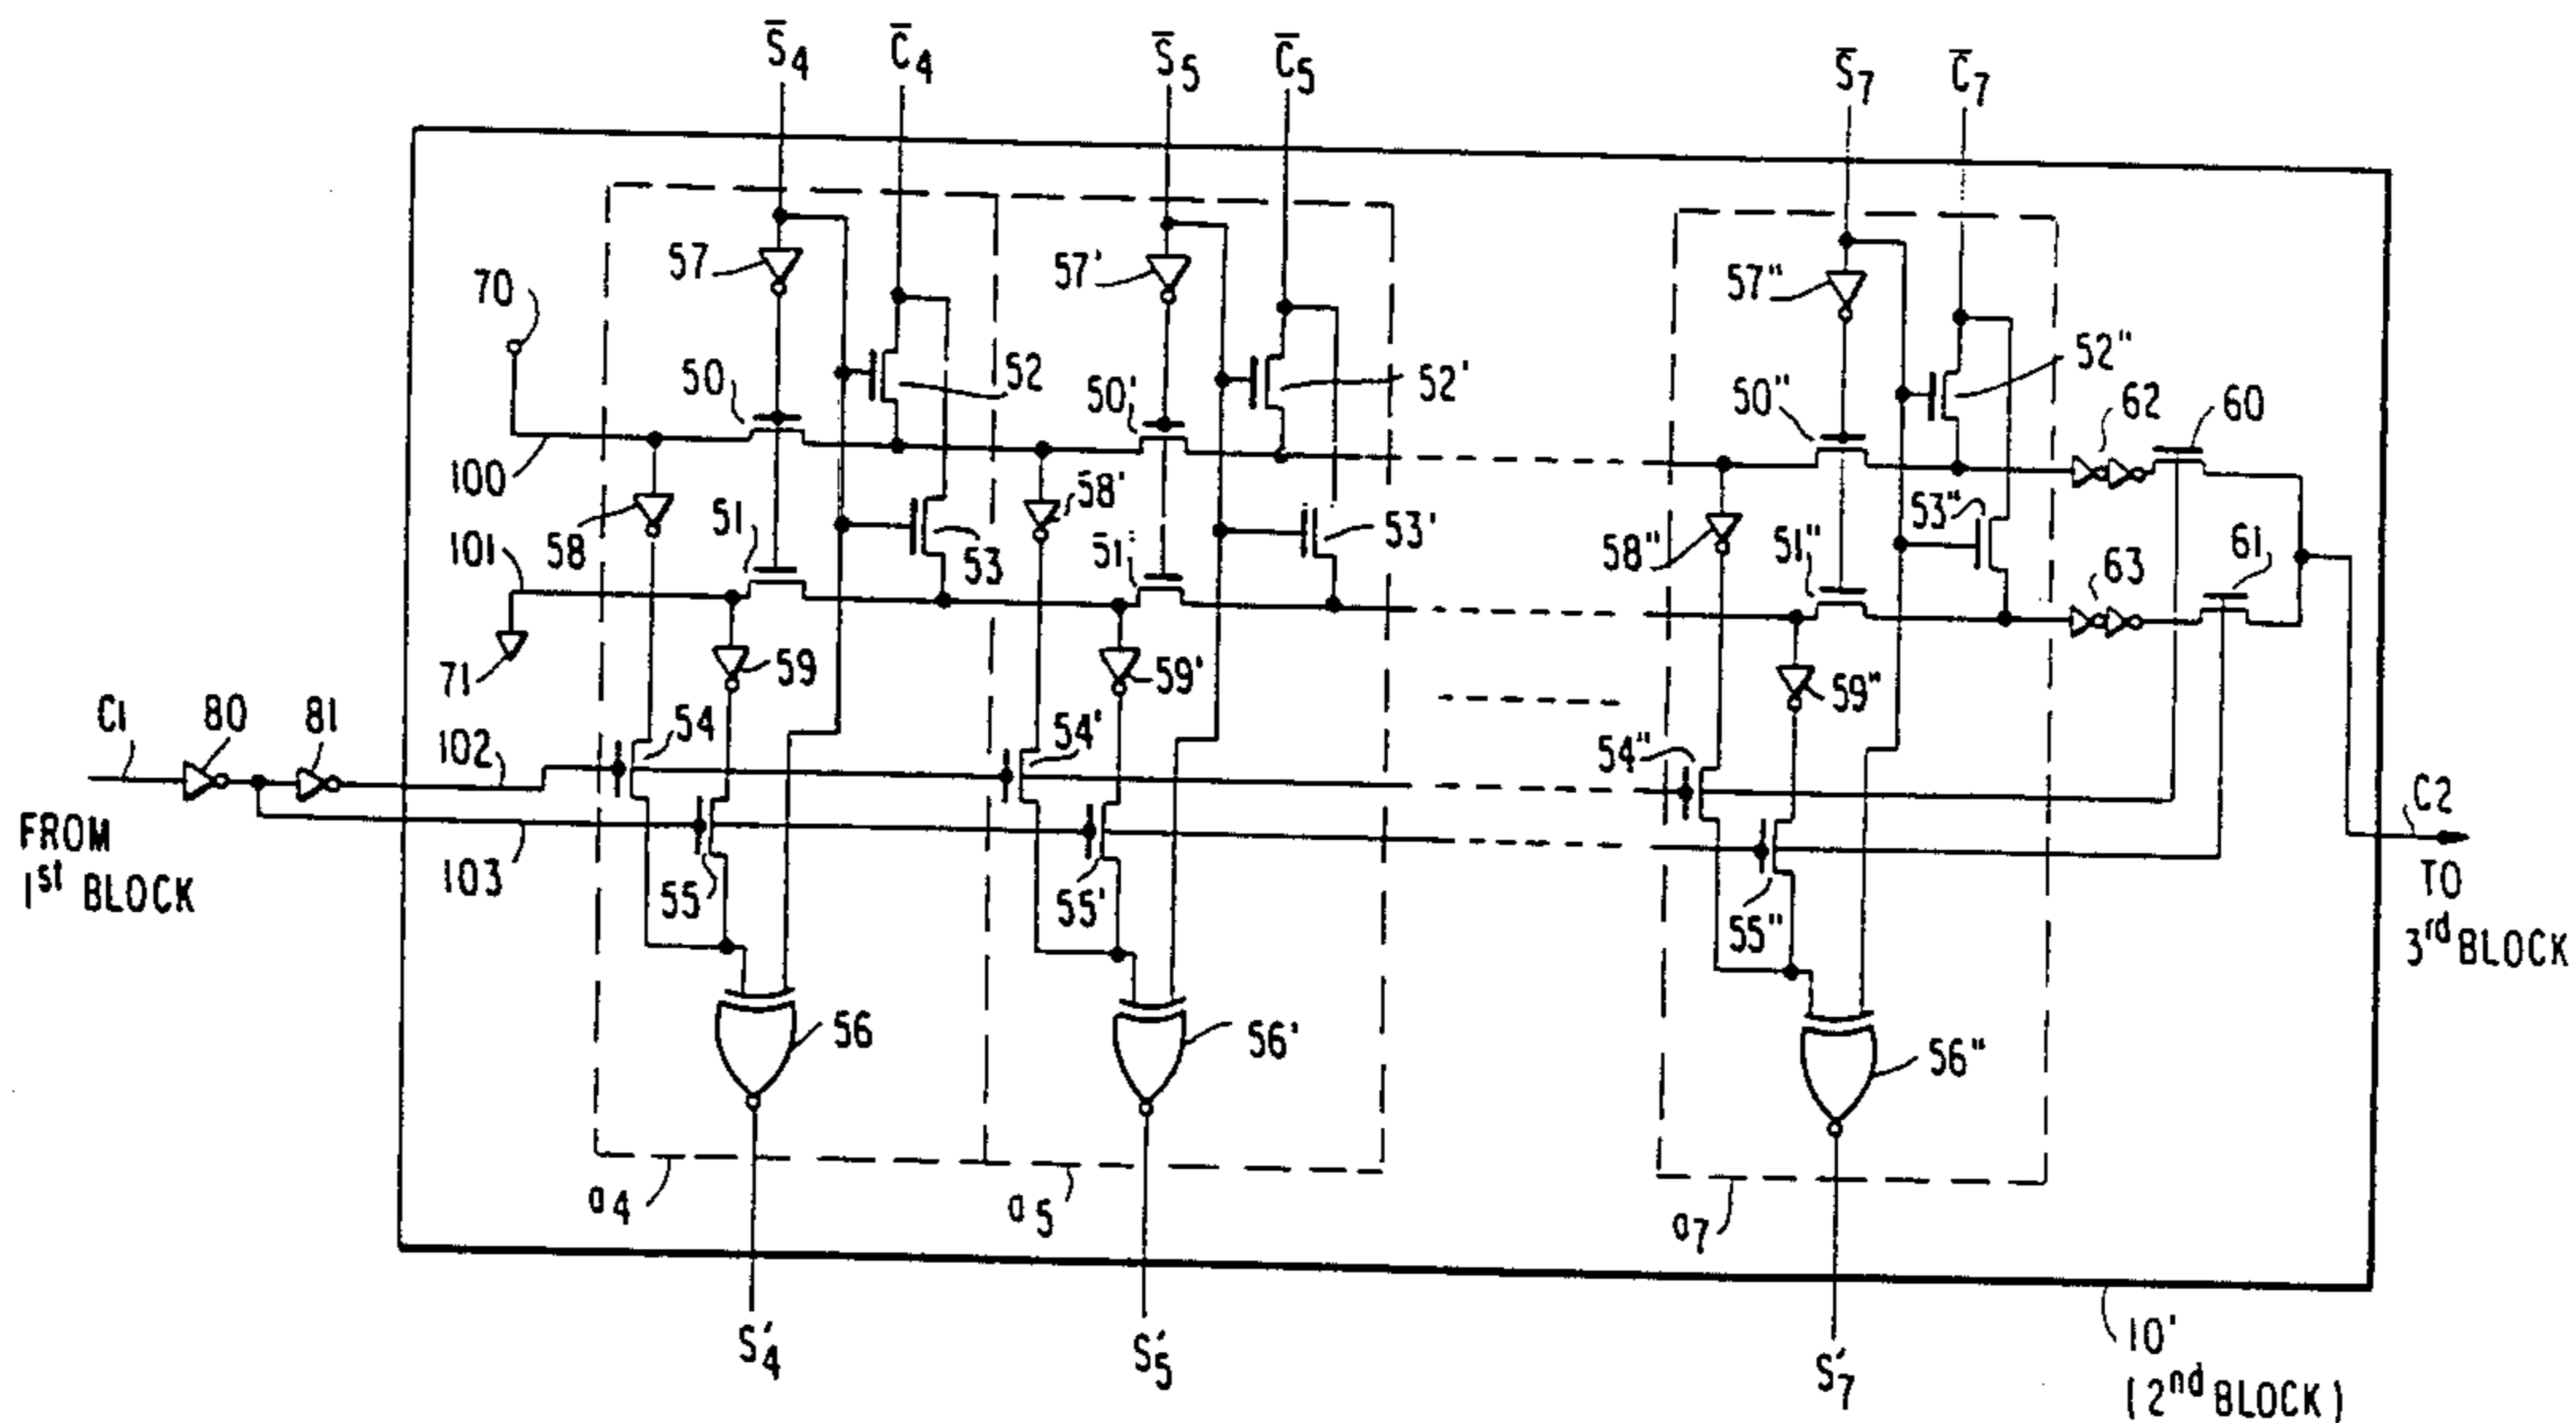 S̄4 C̄4 S̄5 C̄5 S̄7 C̄7
57 57' 57"
70
50 52 50' 52' 50" 52" 62 60
100
58 51 53 58' 51' 53' 58" 51" 53" 63 61
101
71 59 59' 59"
C1 80 81 102 54 54' 54"
C2
FROM
1st BLOCK
103 55 55' 55"
TO
3rd BLOCK
56 56' 56"
a4 a5 a7
S'4 S'5 S'7
10'
(2nd BLOCK)